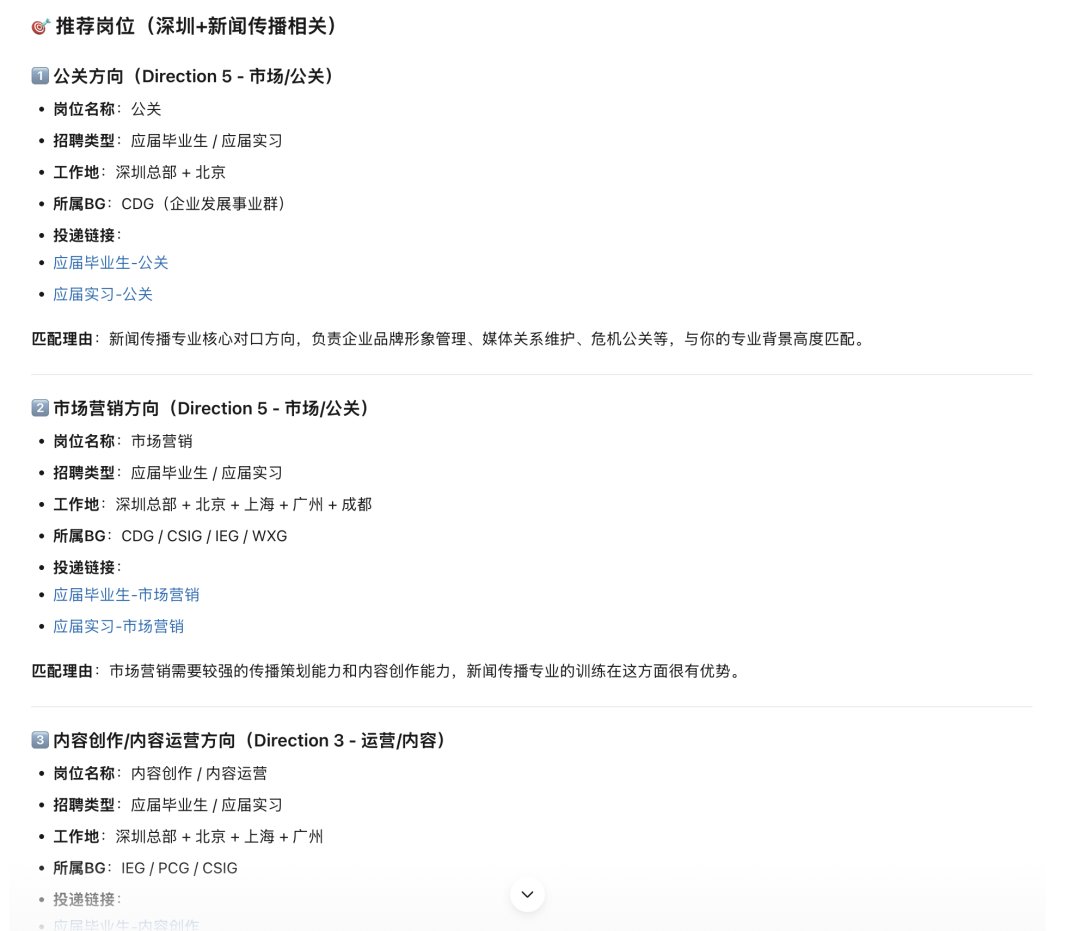 🎯 推荐岗位（深圳+新闻传播相关）
1️⃣ 公关方向（Direction 5 - 市场/公关）
• 岗位名称：公关
• 招聘类型：应届毕业生 / 应届实习
• 工作地：深圳总部 + 北京
• 所属BG：CDG（企业发展事业群）
• 投递链接：
• 应届毕业生-公关
• 应届实习-公关
匹配理由：新闻传播专业核心对口方向，负责企业品牌形象管理、媒体关系维护、危机公关等，与你的专业背景高度匹配。
2️⃣ 市场营销方向（Direction 5 - 市场/公关）
• 岗位名称：市场营销
• 招聘类型：应届毕业生 / 应届实习
• 工作地：深圳总部 + 北京 + 上海 + 广州 + 成都
• 所属BG：CDG / CSIG / IEG / WXG
• 投递链接：
• 应届毕业生-市场营销
• 应届实习-市场营销
匹配理由：市场营销需要较强的传播策划能力和内容创作能力，新闻传播专业的训练在这方面很有优势。
3️⃣ 内容创作/内容运营方向（Direction 3 - 运营/内容）
• 岗位名称：内容创作 / 内容运营
• 招聘类型：应届毕业生 / 应届实习
• 工作地：深圳总部 + 北京 + 上海 + 广州
• 所属BG：IEG / PCG / CSIG
• 投递链接：
• 应届毕业生-内容创作